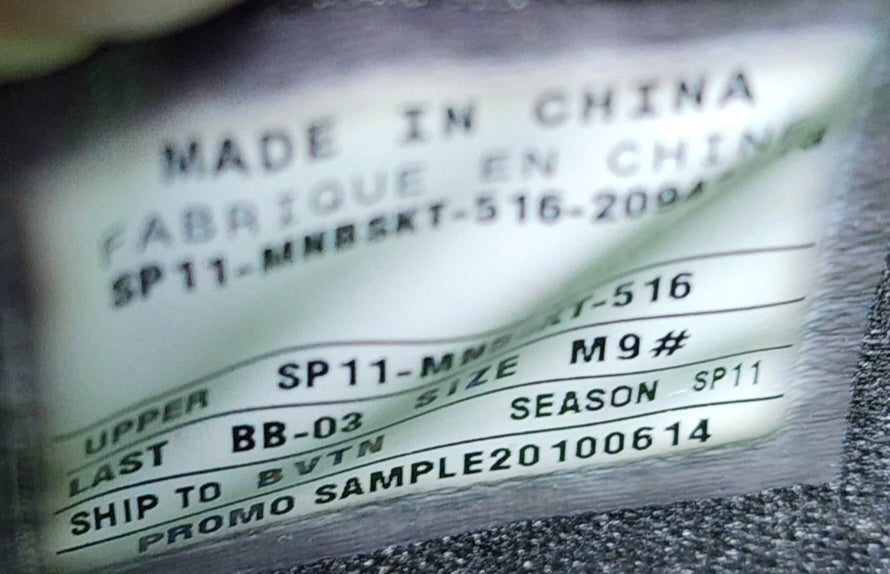 MADE IN CHINA
FABRIQUE EN CHINE
SP11-MNBSKT-516-2094
UPPER SP11-MNBSKT-516
LAST BB-03 SIZE M9#
SHIP TO BVTN SEASON SP11
PROMO SAMPLE20100614